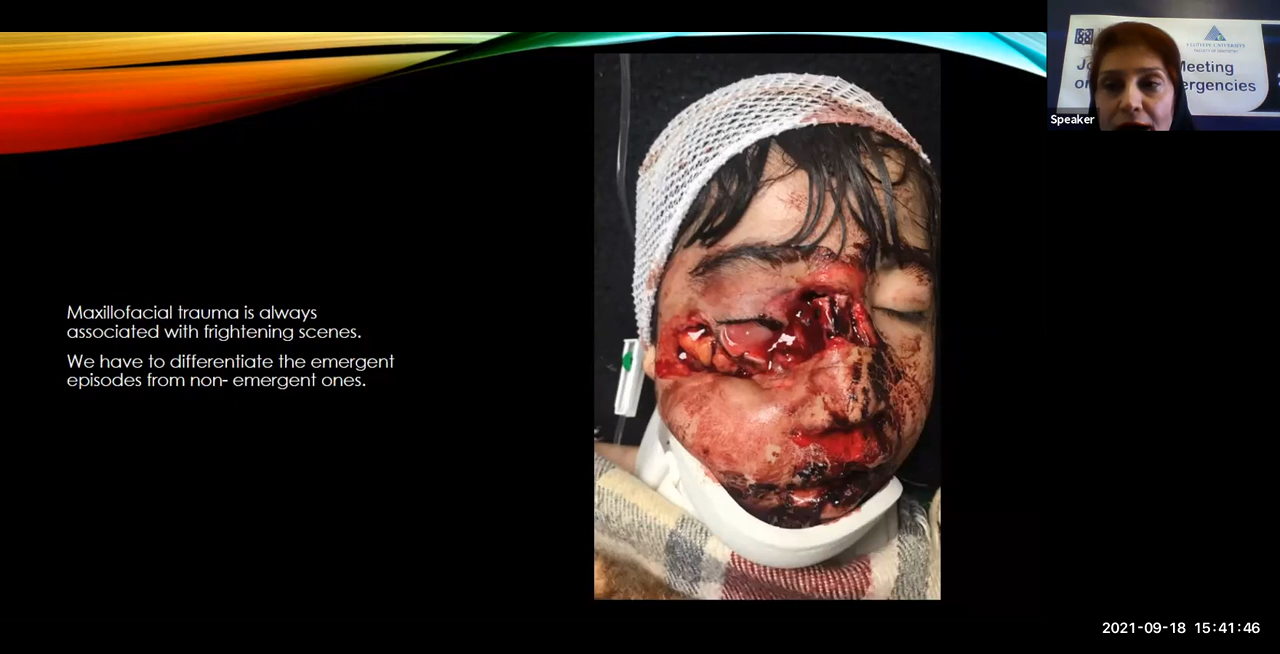 Maxillofacial trauma is always
associated with frightening scenes.
We have to differentiate the emergent
episodes from non- emergent ones.
Meeting
Speaker
2021-09-18 15:41:46